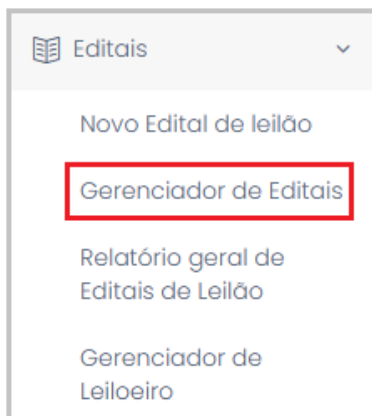 Editais
Novo Edital de leilão
Gerenciador de Editais
Relatório geral de
Editais de Leilão
Gerenciador de
Leiloeiro